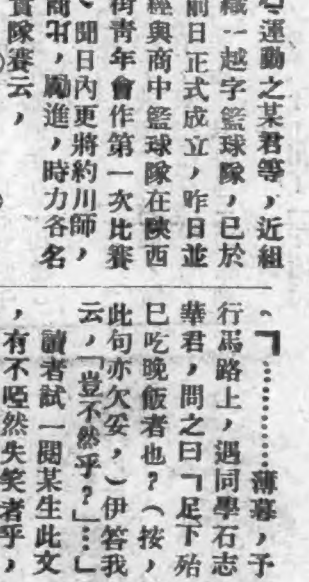 運動之某君等，近組
織一越字籃球隊，已於
前日正式成立，昨日並
經與商中籃球隊在陝西
街青年會作第一次比賽
，聞日內更將約川師，
商中，勵進，時力各名
貴隊賽云，
「………薄暮，予
行馬路上，遇同學石志
華君，問之曰「足下殆
已吃晚飯者也？（按，
此句亦欠妥，）伊答我
云，「豈不然乎？」…」
讀者試一閱某生此文
，有不啞然失笑者乎，